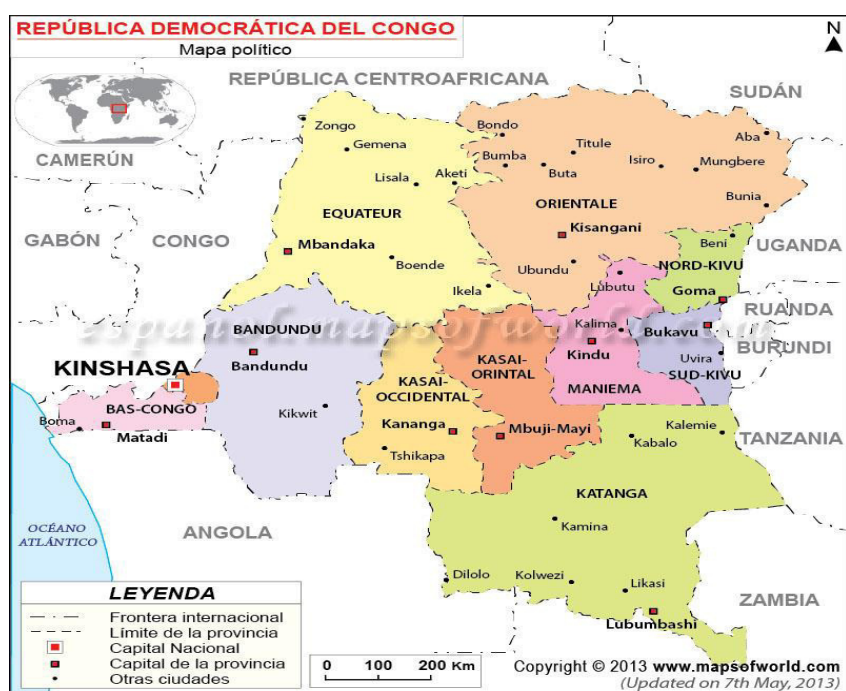 REPÚBLICA DEMOCRÁTICA DEL CONGO
Mapa político
N
REPÚBLICA CENTROAFRICANA
SUDÁN
CAMERÚN
Zongo
Gemena
Bondo
Titule
Aba
Bumba
Buta
Isiro
Mungbere
Lisala
Aketi
Bunia
EQUATEUR
ORIENTALE
GABÓN
CONGO
Mbandaka
Kisangani
Beni
UGANDA
Boende
Ubundu
NORD-KIVU
Ikela
Lubutu
Goma
RUANDA
espanol.mapsofworld.com
BANDUNDU
Kalima
Bukavu
BURUNDI
Bandundu
KASAI-
ORINTAL
Kindu
Uvira
KINSHASA
SUD-KIVU
KASAI-
OCCIDENTAL
MANIEMA
BAS-CONGO
Kikwit
Boma
Matadi
Kananga
Mbuji-Mayi
Kalemie
Kabalo
TANZANIA
Tshikapa
KATANGA
OCÉANO
ATLÁNTICO
ANGOLA
Kamina
Dilolo
Kolwezi
Likasi
ZAMBIA
Lubumbashi
LEYENDA
Frontera internacional
Límite de la provincia
Capital Nacional
Capital de la provincia
Otras ciudades
0 100 200 Km
Copyright © 2013 www.mapsofworld.com
(Updated on 7th May, 2013)